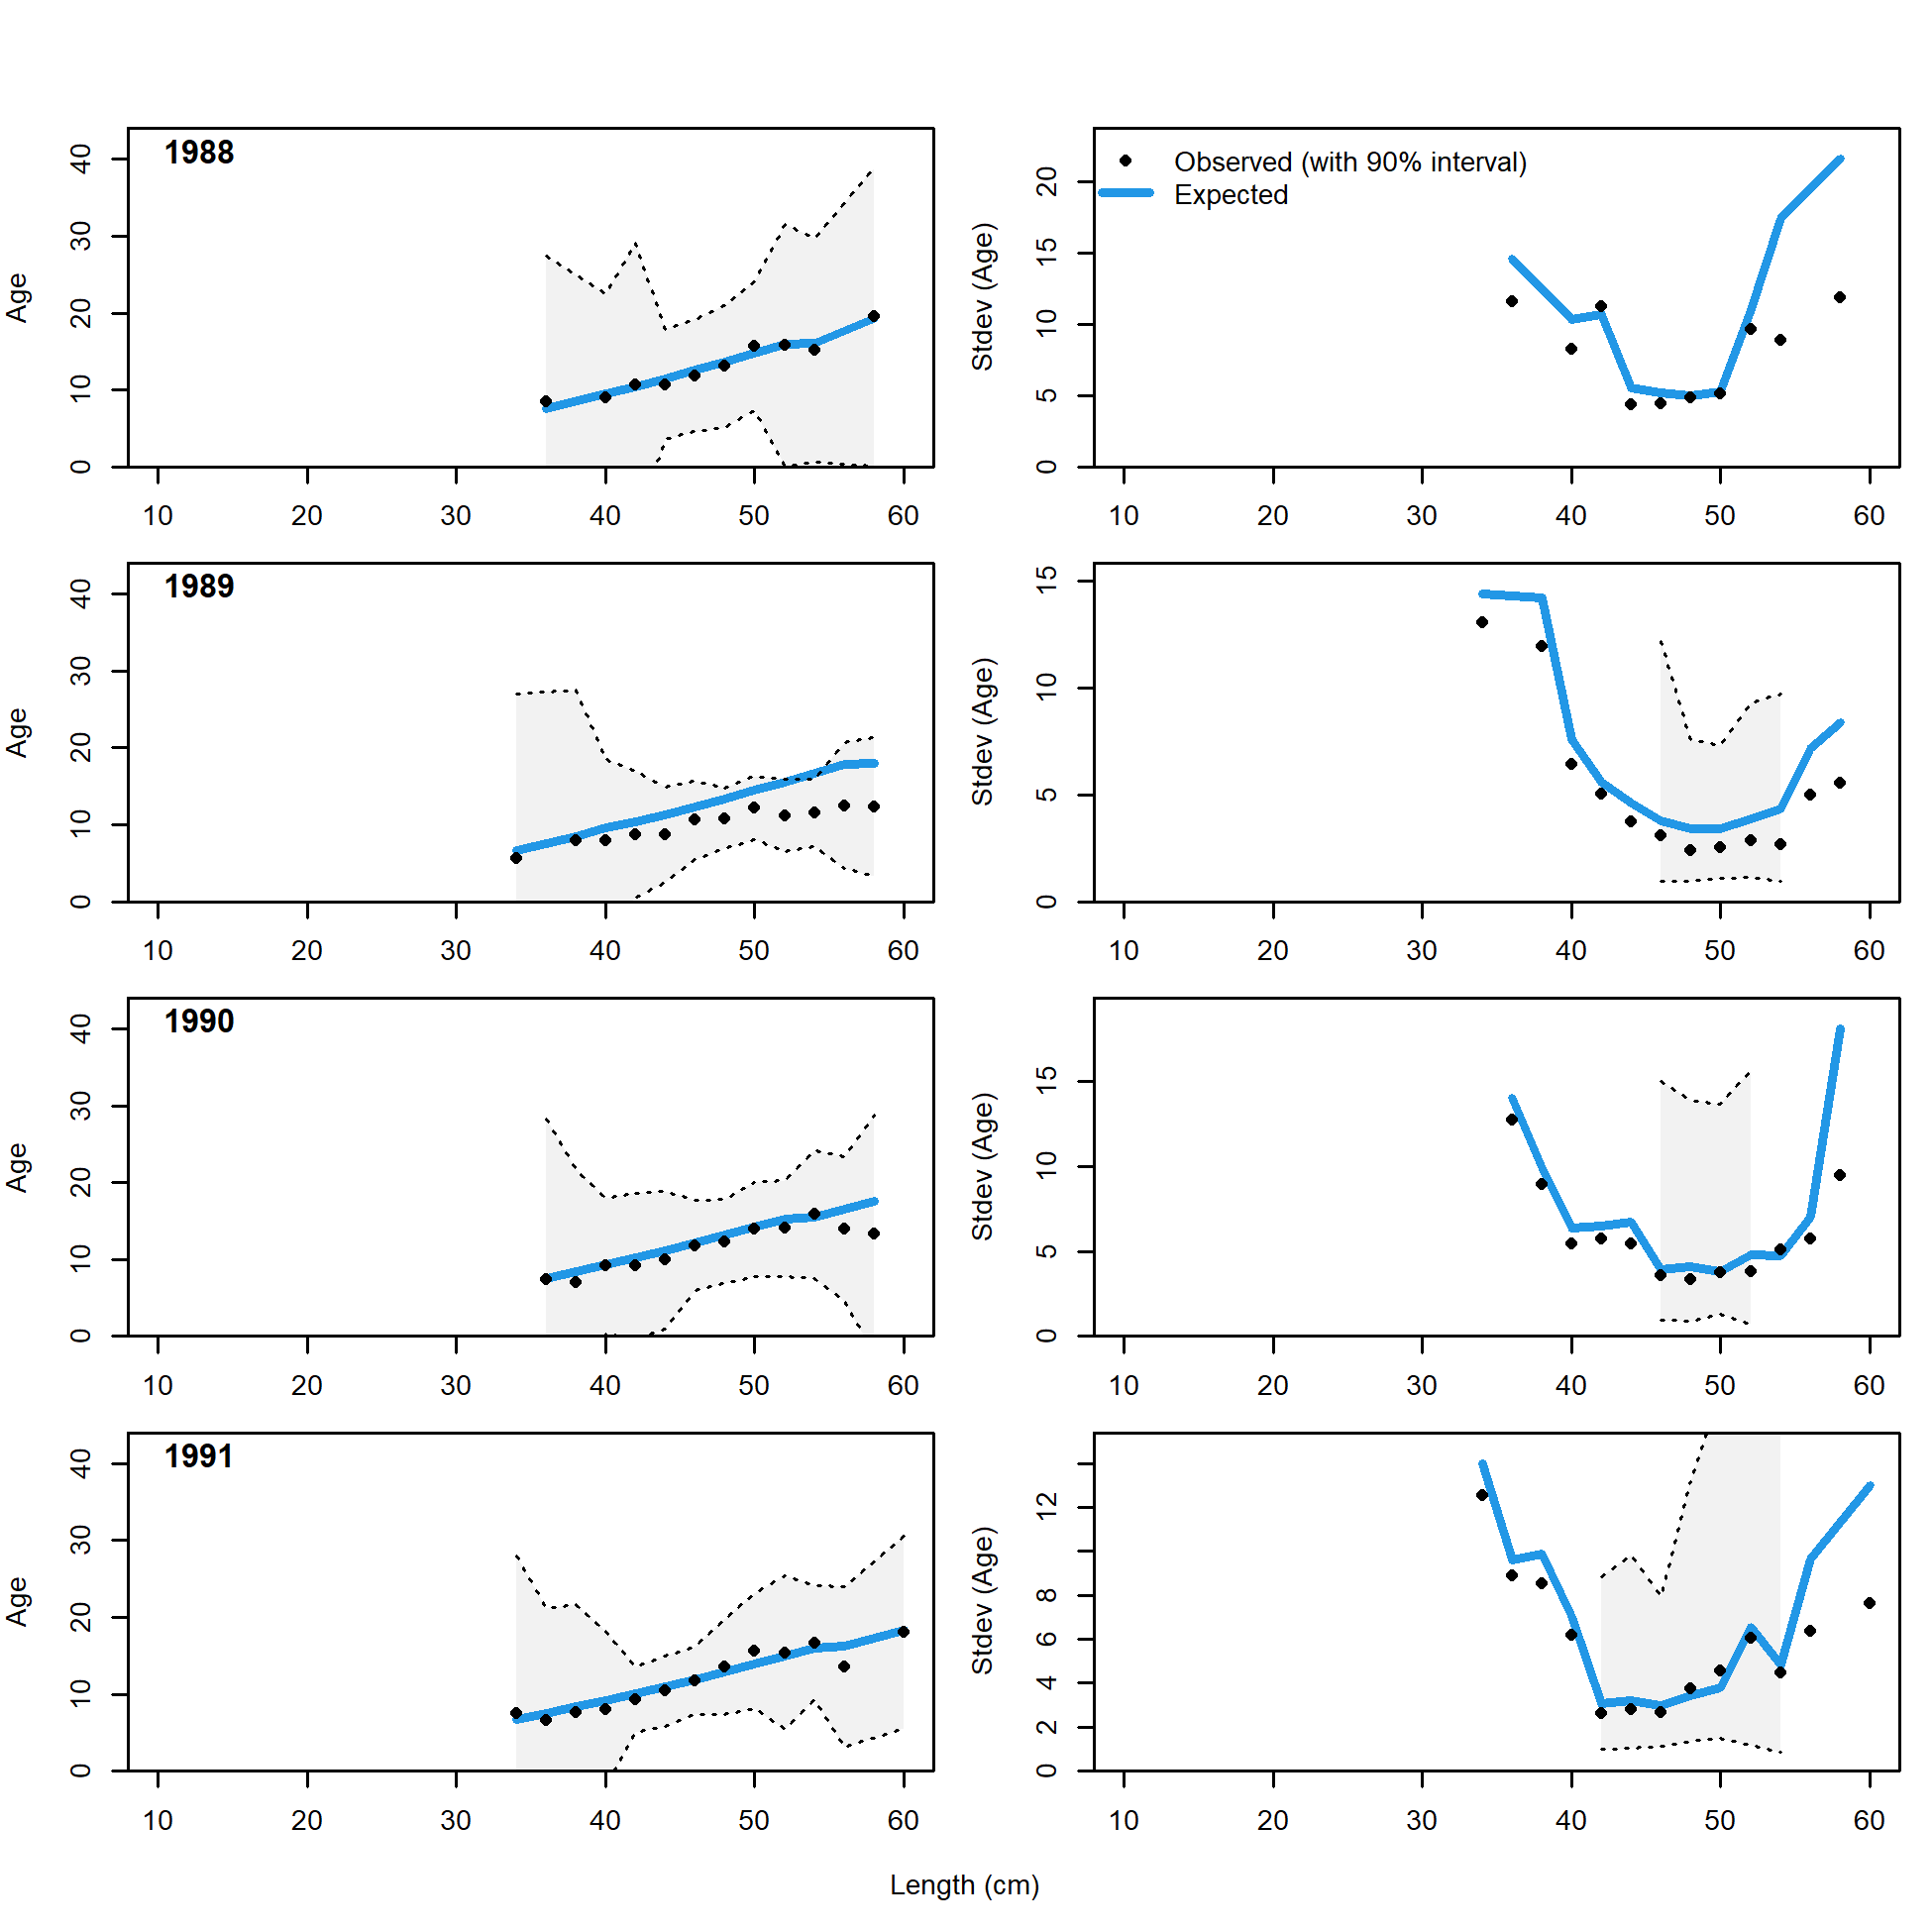 1988
Age
0 10 20 30 40
10 20 30 40 50 60
Observed (with 90% interval)
Expected
Stdev (Age)
0 5 10 15 20
10 20 30 40 50 60
1989
Age
0 10 20 30 40
10 20 30 40 50 60
Stdev (Age)
0 5 10 15
10 20 30 40 50 60
1990
Age
0 10 20 30 40
10 20 30 40 50 60
Stdev (Age)
0 5 10 15
10 20 30 40 50 60
1991
Age
0 10 20 30 40
10 20 30 40 50 60
Stdev (Age)
0 2 4 6 8 12
10 20 30 40 50 60
Length (cm)